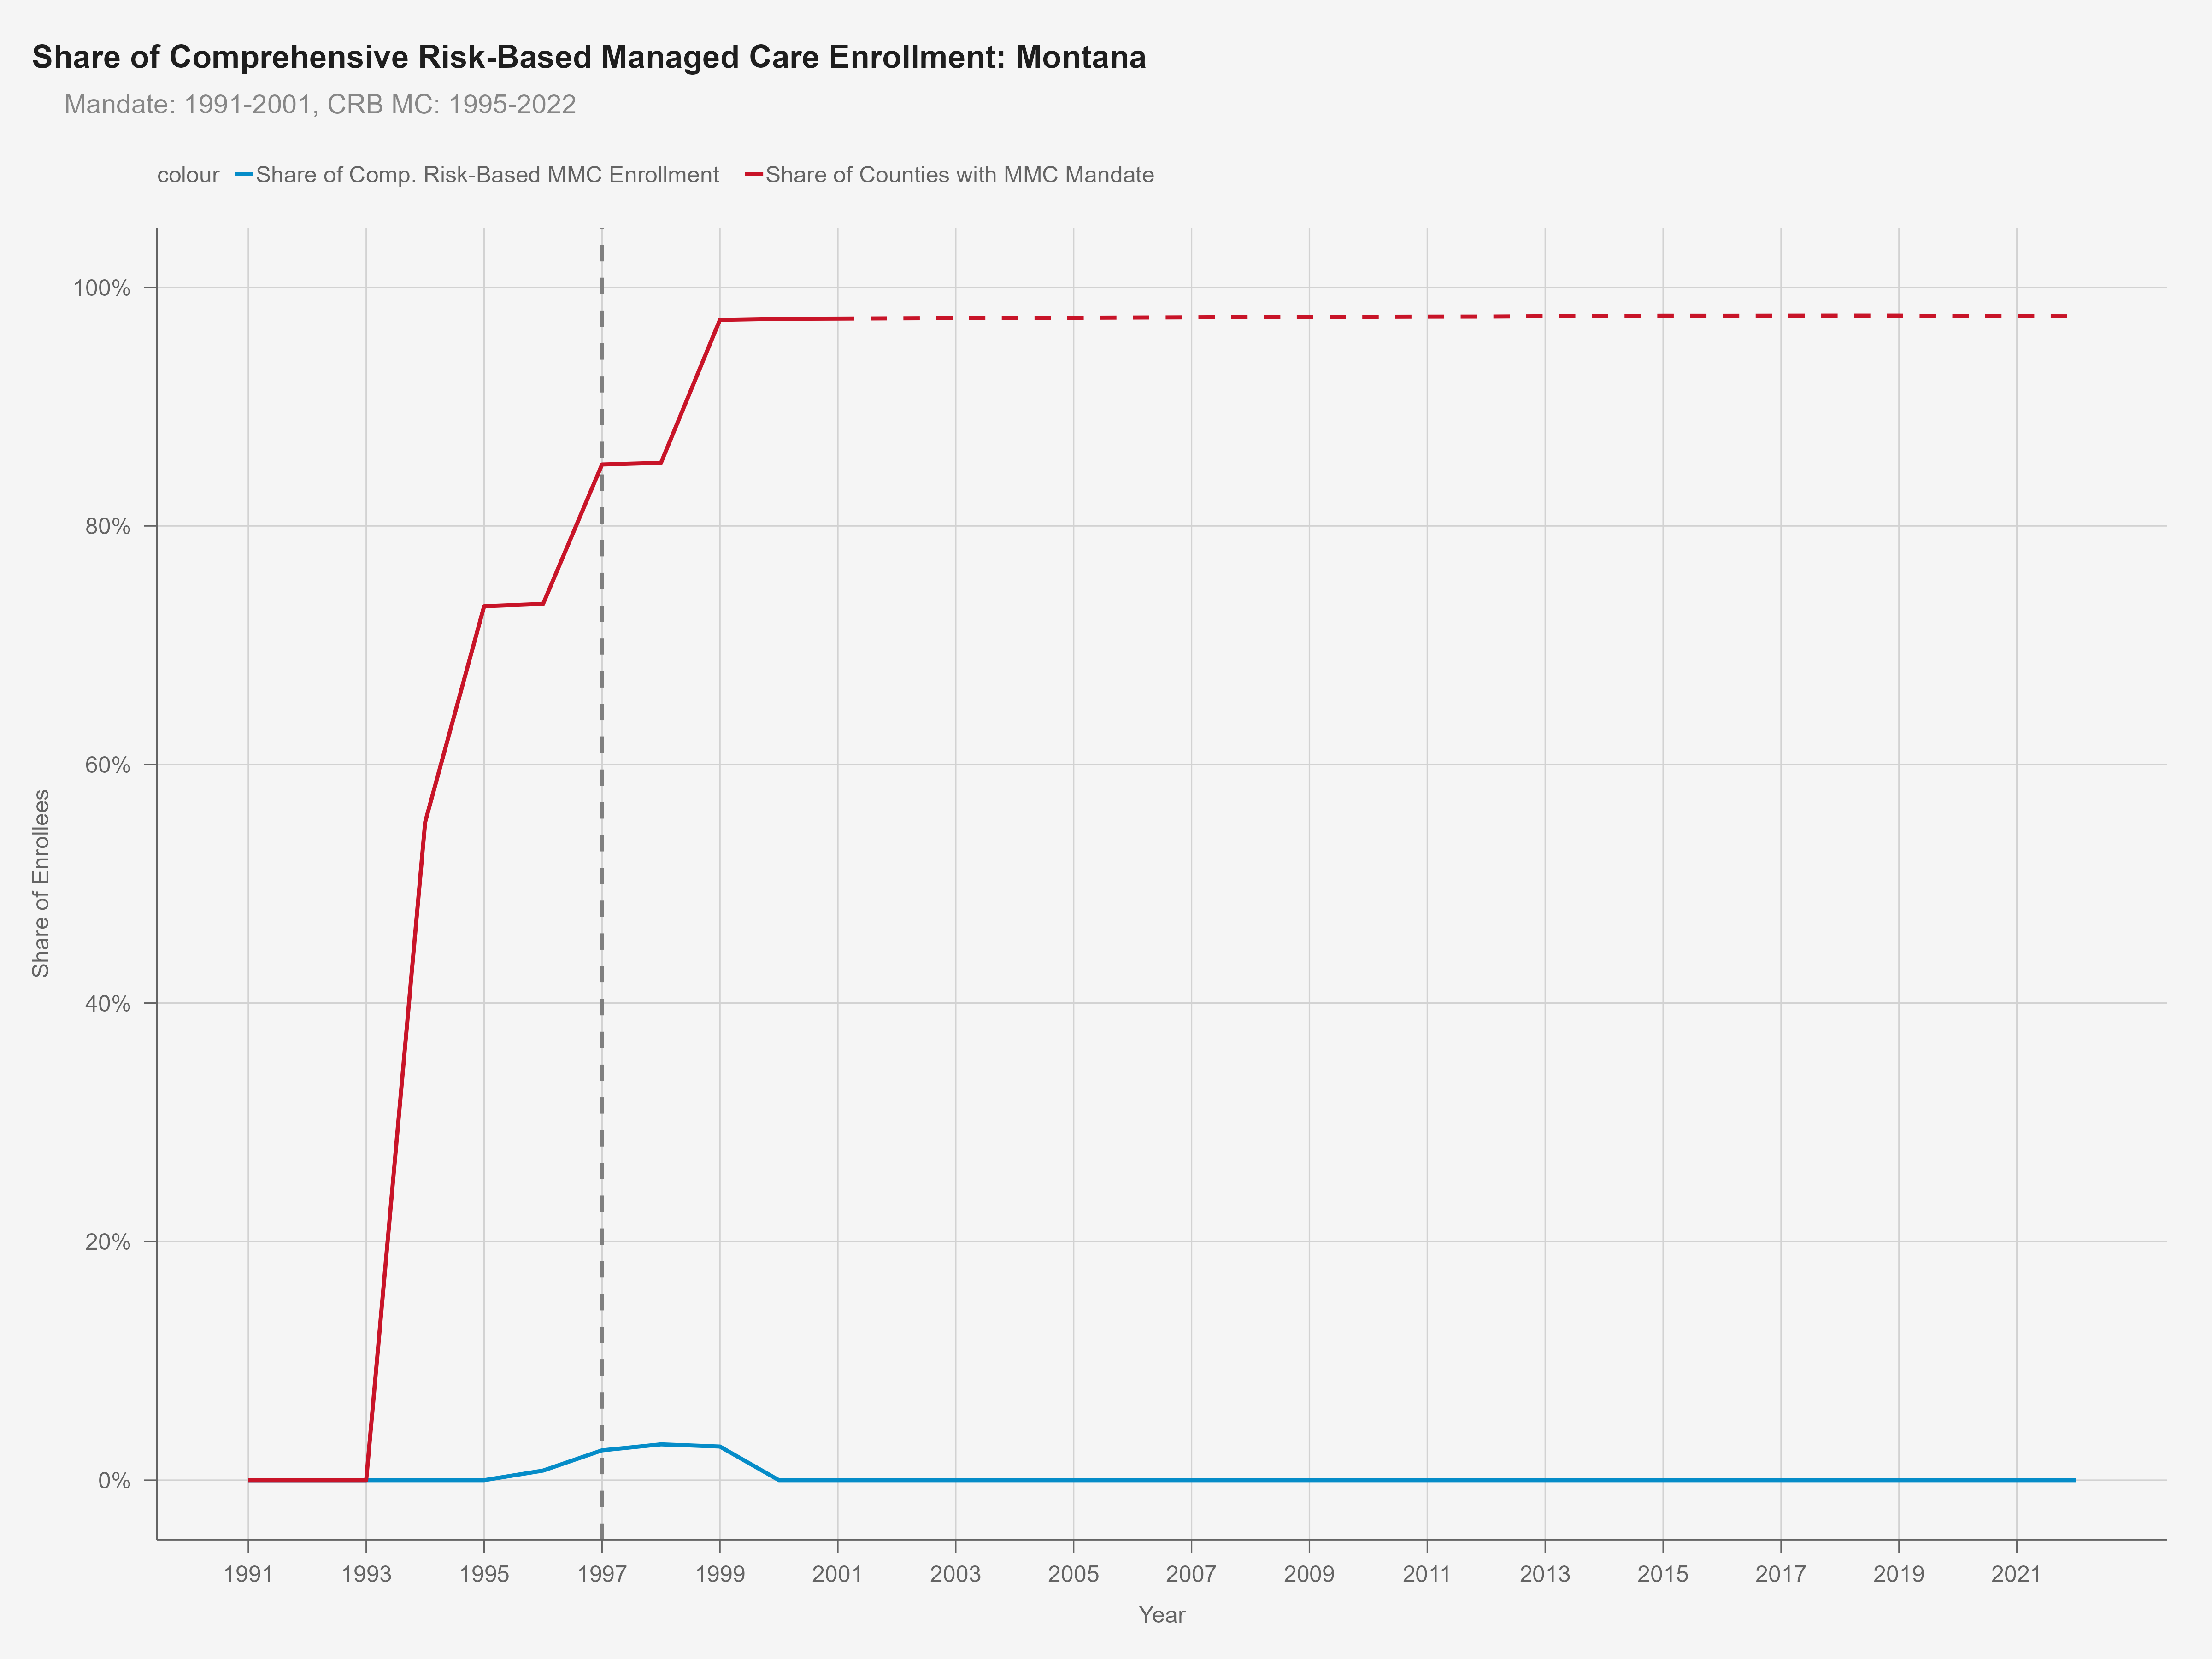 Share of Comprehensive Risk-Based Managed Care Enrollment: Montana
Mandate: 1991-2001, CRB MC: 1995-2022
colour Share of Comp. Risk-Based MMC Enrollment Share of Counties with MMC Mandate
100%
80%
60%
40%
20%
0%
Share of Enrollees
1991 1993 1995 1997 1999 2001 2003 2005 2007 2009 2011 2013 2015 2017 2019 2021
Year